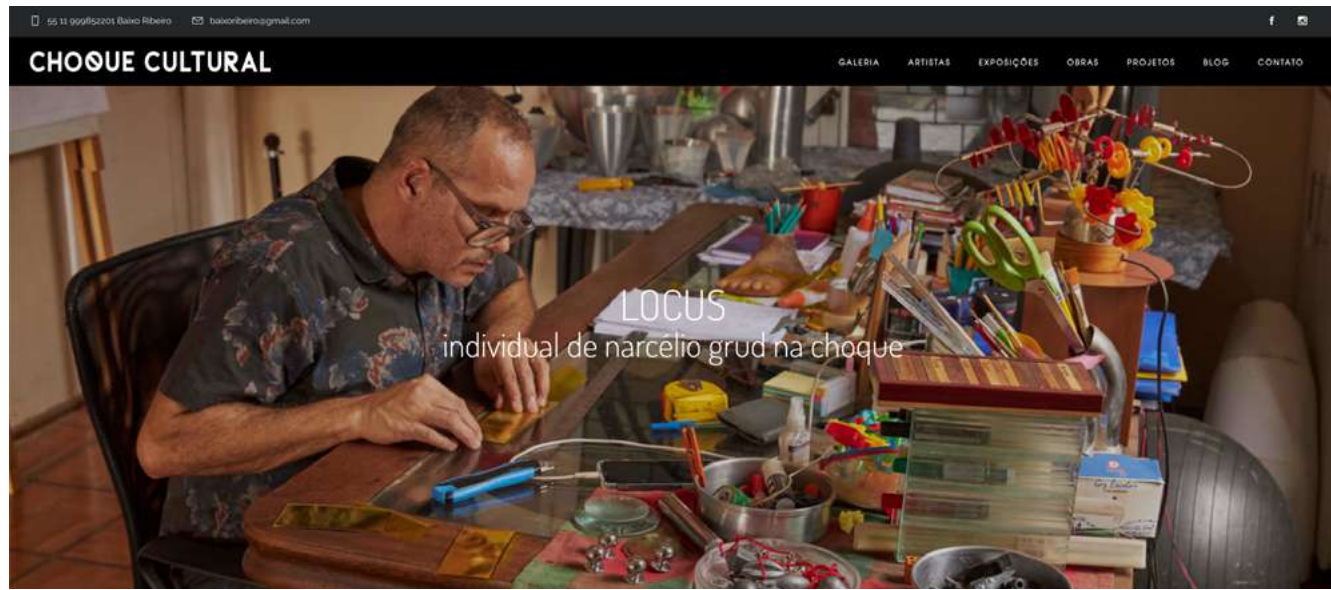 55 11 999852201 Baixo Ribeiro
baixoribeiro@gmail.com
CHOQUE CULTURAL
GALERIA ARTISTAS EXPOSIÇÕES OBRAS PROJETOS BLOG CONTATO
LOCUS
individual de narcélio grud na choque